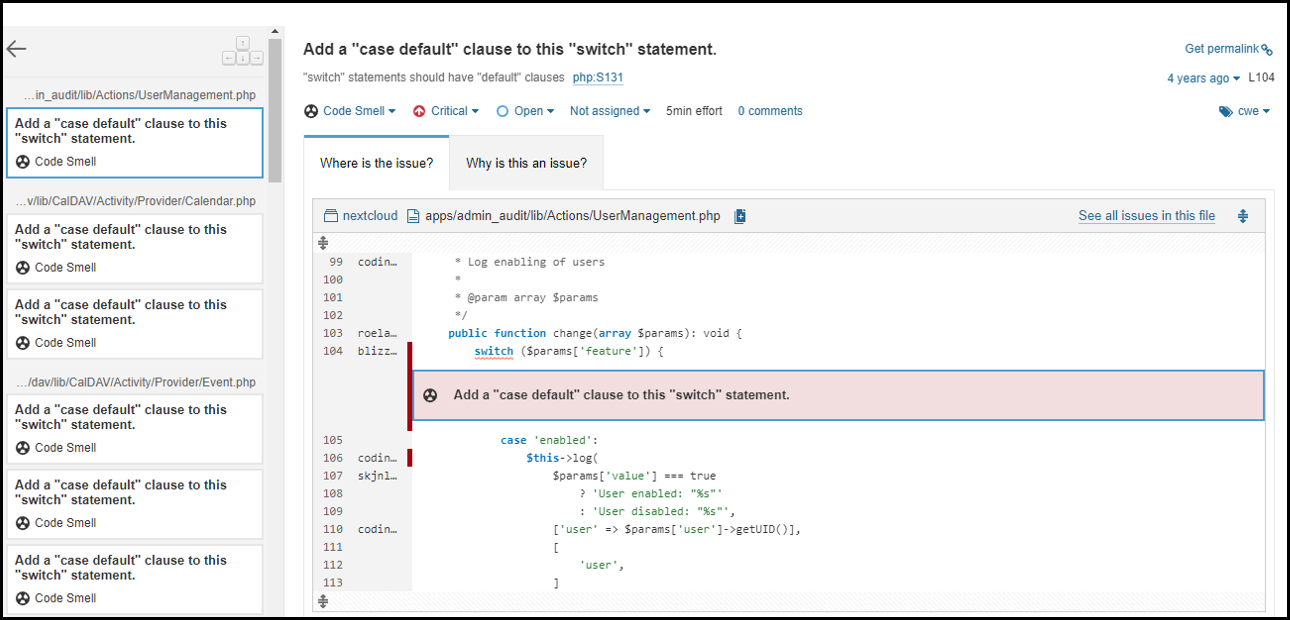 …in_audit/lib/Actions/UserManagement.php
Add a "case default" clause to this
"switch" statement.
Code Smell
…v/lib/CalDAV/Activity/Provider/Calendar.php
Add a "case default" clause to this
"switch" statement.
Code Smell
Add a "case default" clause to this
"switch" statement.
Code Smell
…/dav/lib/CalDAV/Activity/Provider/Event.php
Add a "case default" clause to this
"switch" statement.
Code Smell
Add a "case default" clause to this
"switch" statement.
Code Smell
Add a "case default" clause to this
"switch" statement.
Code Smell
Add a "case default" clause to this "switch" statement.
Get permalink
"switch" statements should have "default" clauses php:S131
4 years ago L104
Code Smell Critical Open Not assigned 5min effort 0 comments
cwe
Where is the issue? Why is this an issue?
nextcloud apps/admin_audit/lib/Actions/UserManagement.php See all issues in this file
99 codin… * Log enabling of users
100 *
101 * @param array $params
102 */
103 roela… public function change(array $params): void {
104 blizz… switch ($params['feature']) {
Add a "case default" clause to this "switch" statement.
105 case 'enabled':
106 codin… $this->log(
107 skjnl… $params['value'] === true
108 ? 'User enabled: "%s"'
109 : 'User disabled: "%s"',
110 codin… ['user' => $params['user']->getUID()],
111 [
112 'user',
113 ]